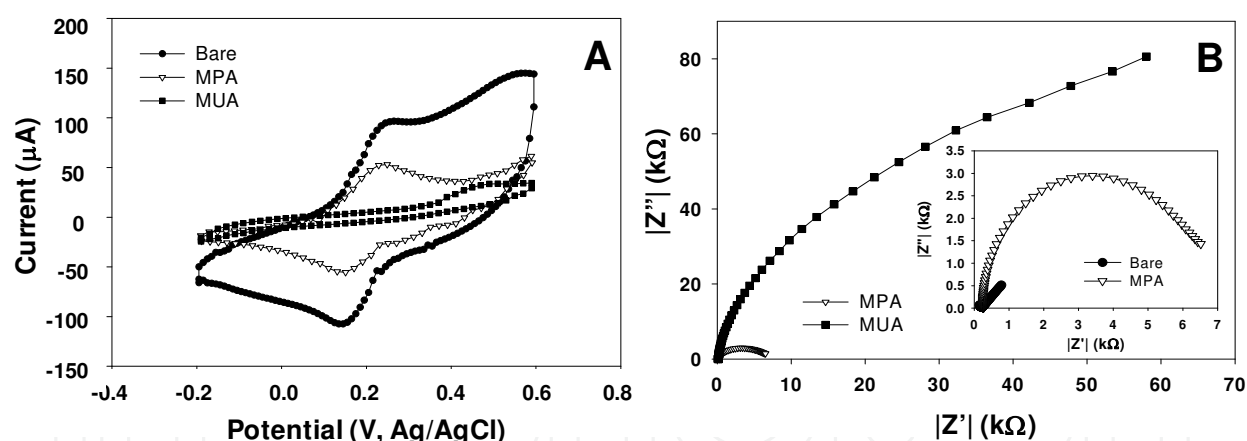 200
150
100
50
0
-50
-100
-150
Current (μA)
Bare
MPA
MUA
A
-0.4
-0.2
0.0
0.2
0.4
0.6
0.8
Potential (V, Ag/AgCl)
80
60
40
20
0
|Z"| (kΩ)
B
MPA
MUA
0
10
20
30
40
50
60
70
|Z'| (kΩ)
3.5
3.0
2.5
2.0
1.5
1.0
0.5
0.0
|Z"| (kΩ)
Bare
MPA
0
1
2
3
4
5
6
7
|Z'| (kΩ)